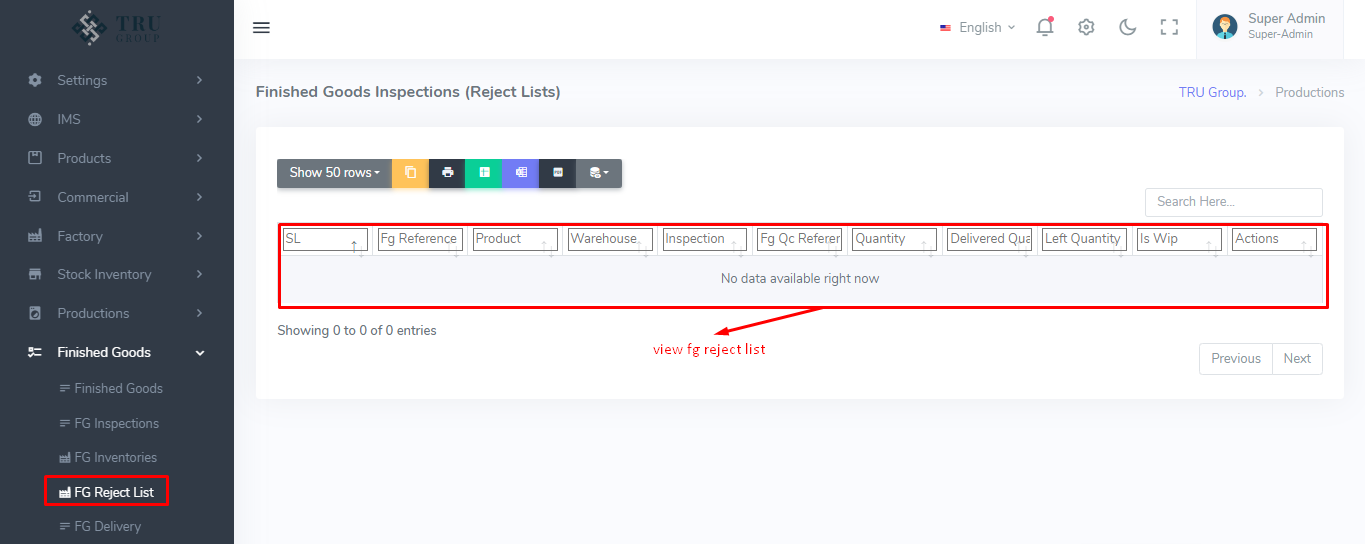 TRU
GROUP
English
Super Admin
Super-Admin
Settings
IMS
Products
Commercial
Factory
Stock Inventory
Productions
Finished Goods
Finished Goods
FG Inspections
FG Inventories
FG Reject List
FG Delivery
Finished Goods Inspections (Reject Lists)
TRU Group. > Productions
Show 50 rows
Search Here...
SL Fg Reference Product Warehouse Inspection Fg Qc Referer Quantity Delivered Qua Left Quantity Is Wip Actions
No data available right now
Showing 0 to 0 of 0 entries
view fg reject list
Previous Next